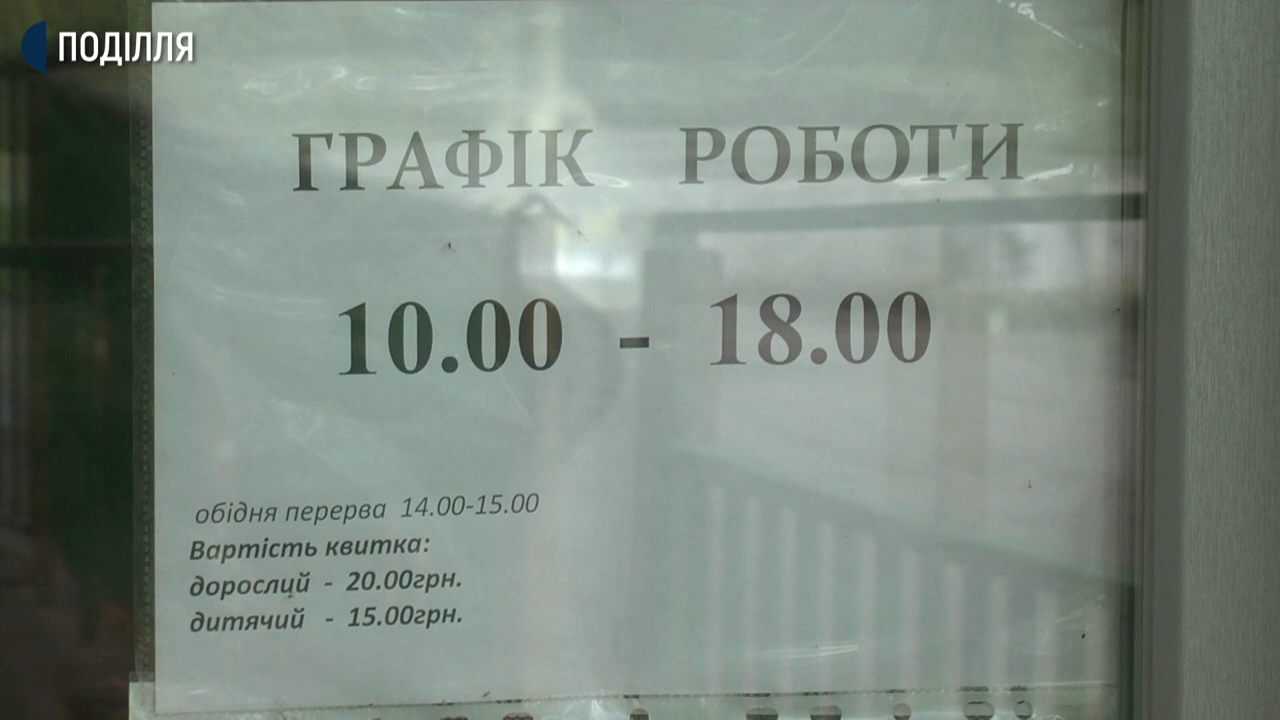 ПОДІЛЛЯ
ГРАФІК РОБОТИ
10.00 - 18.00
обідня перерва 14.00-15.00
Вартість квитка:
дорослий - 20.00грн.
дитячий - 15.00грн.